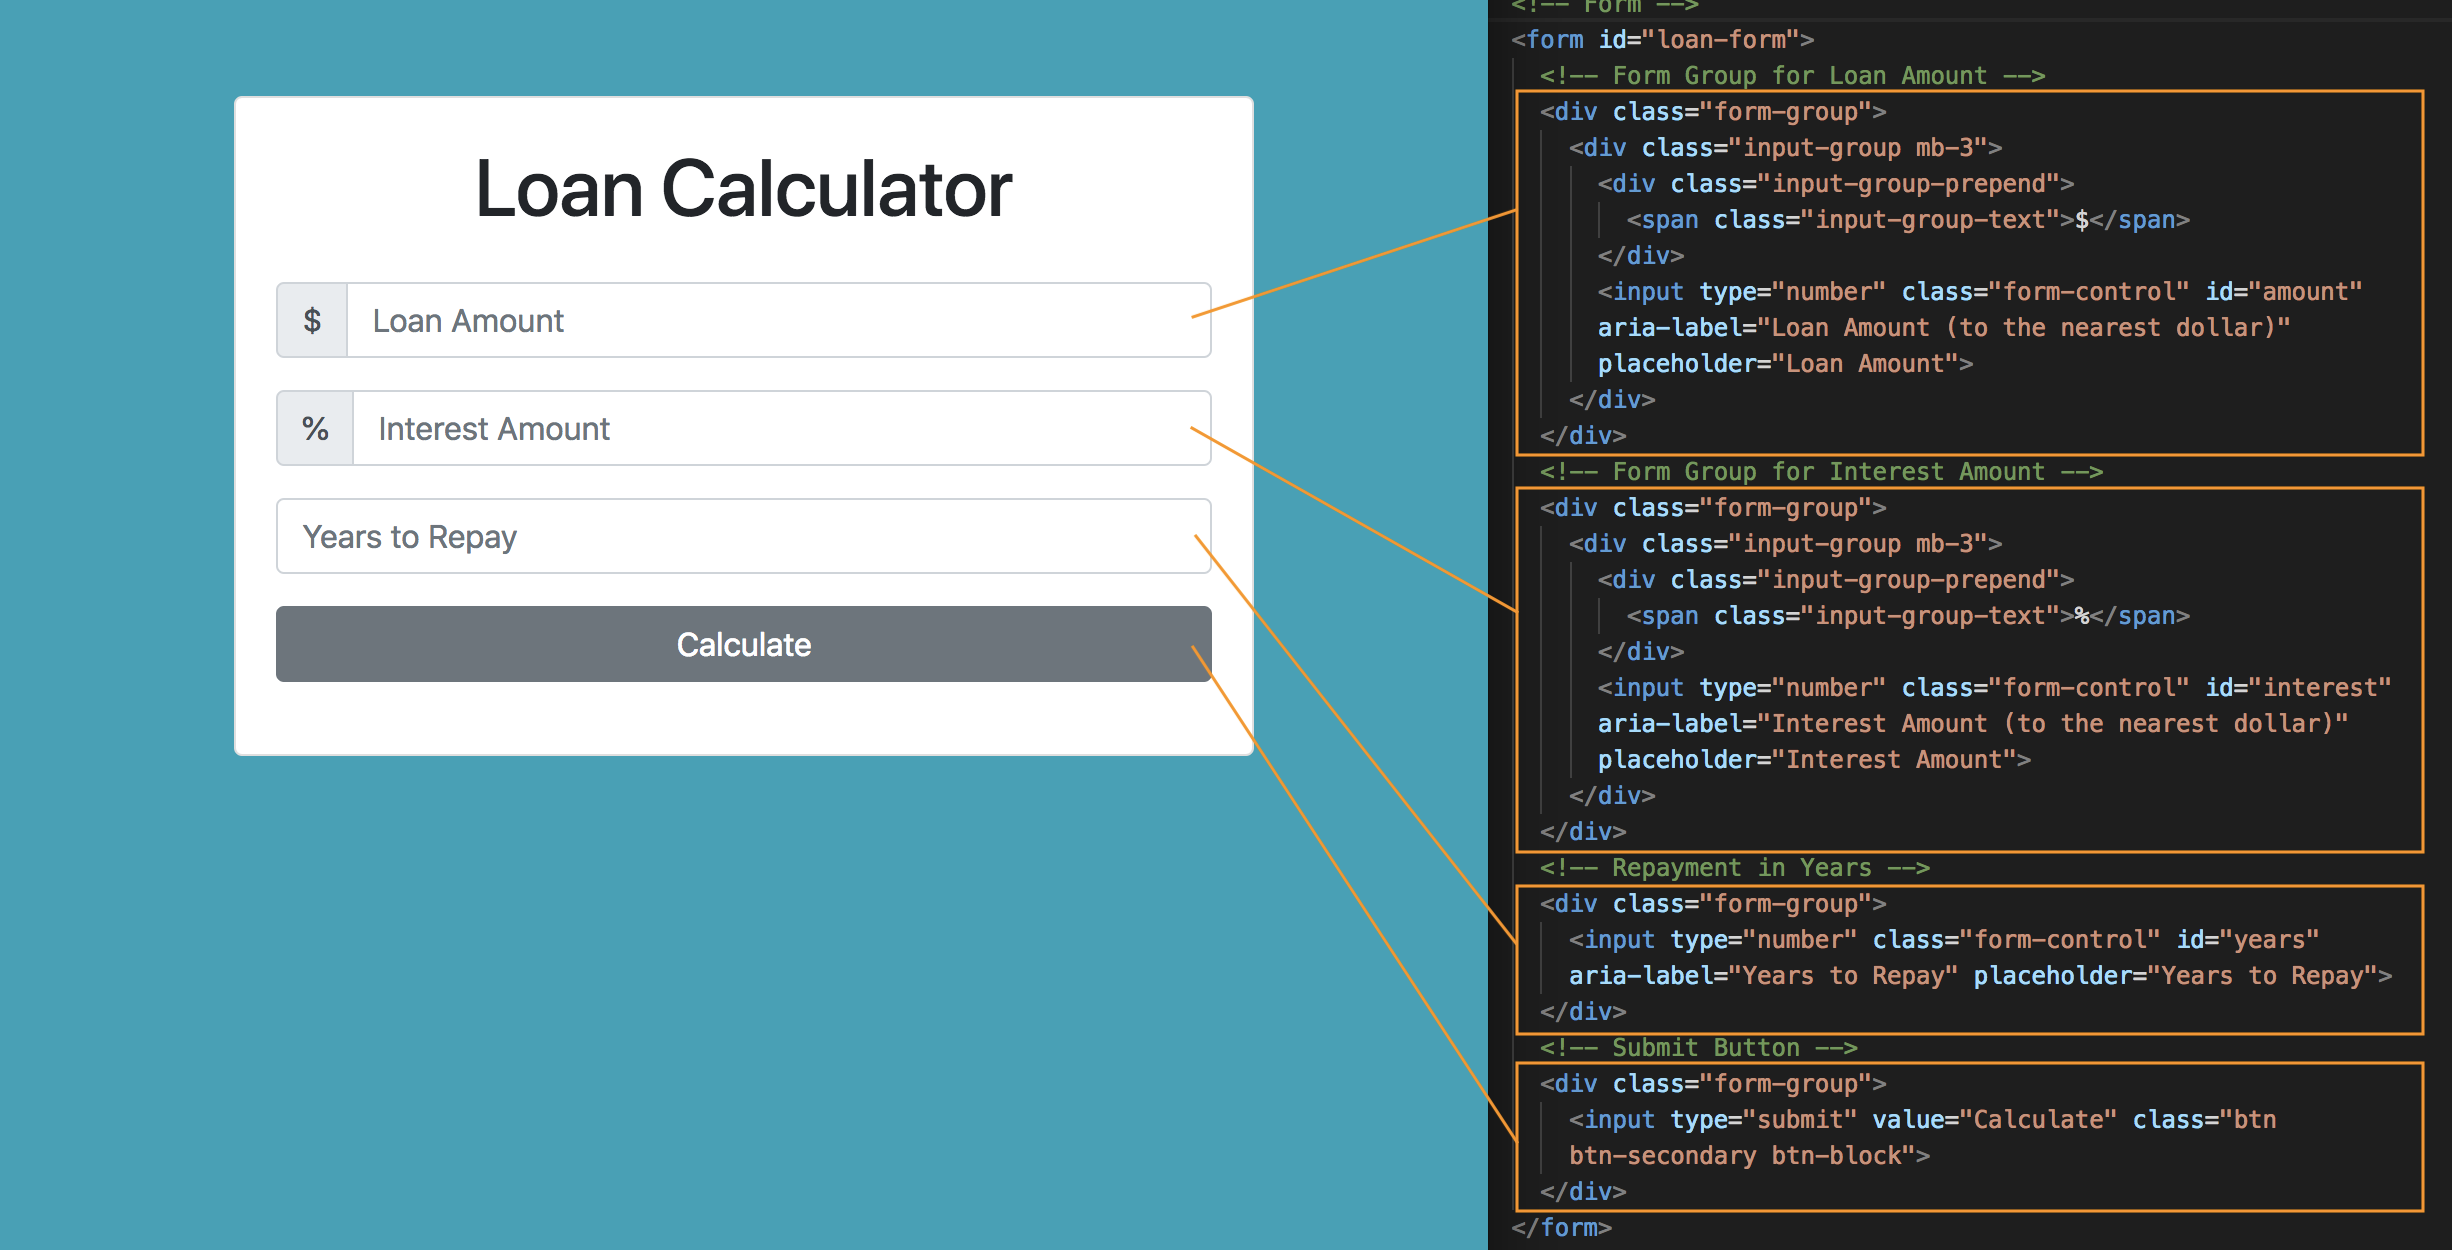 Loan Calculator
$ Loan Amount
% Interest Amount
Years to Repay
Calculate
<!-- Form -->
<form id="loan-form">
<!-- Form Group for Loan Amount -->
<div class="form-group">
<div class="input-group mb-3">
<div class="input-group-prepend">
<span class="input-group-text">$</span>
</div>
<input type="number" class="form-control" id="amount"
aria-label="Loan Amount (to the nearest dollar)"
placeholder="Loan Amount">
</div>
</div>
<!-- Form Group for Interest Amount -->
<div class="form-group">
<div class="input-group mb-3">
<div class="input-group-prepend">
<span class="input-group-text">%</span>
</div>
<input type="number" class="form-control" id="interest"
aria-label="Interest Amount (to the nearest dollar)"
placeholder="Interest Amount">
</div>
</div>
<!-- Repayment in Years -->
<div class="form-group">
<input type="number" class="form-control" id="years"
aria-label="Years to Repay" placeholder="Years to Repay">
</div>
<!-- Submit Button -->
<div class="form-group">
<input type="submit" value="Calculate" class="btn
btn-secondary btn-block">
</div>
</form>